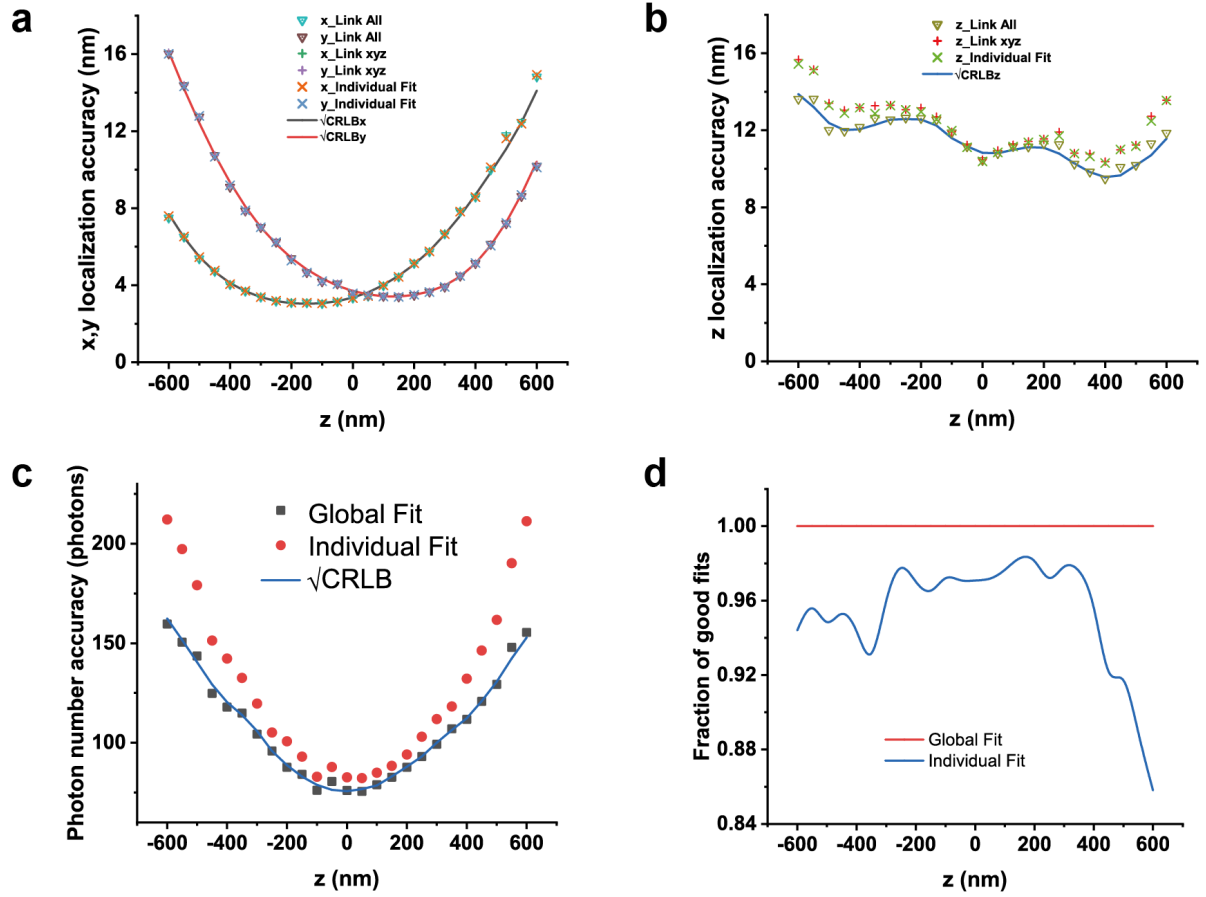 a
x_Link All
y_Link All
x_Link xyz
y_Link xyz
x_Individual Fit
y_Individual Fit
√CRLBx
√CRLBy
x,y localization accuracy (nm)
16
12
8
4
0
-600 -400 -200 0 200 400 600
z (nm)
b
z_Link All
z_Link xyz
z_Individual Fit
√CRLBz
z localization accuracy (nm)
16
12
8
4
0
-600 -400 -200 0 200 400 600
z (nm)
c
Global Fit
Individual Fit
√CRLB
Photon number accuracy (photons)
200
150
100
-600 -400 -200 0 200 400 600
z (nm)
d
Fraction of good fits
1.00
0.96
0.92
0.88
0.84
Global Fit
Individual Fit
-600 -400 -200 0 200 400 600
z (nm)